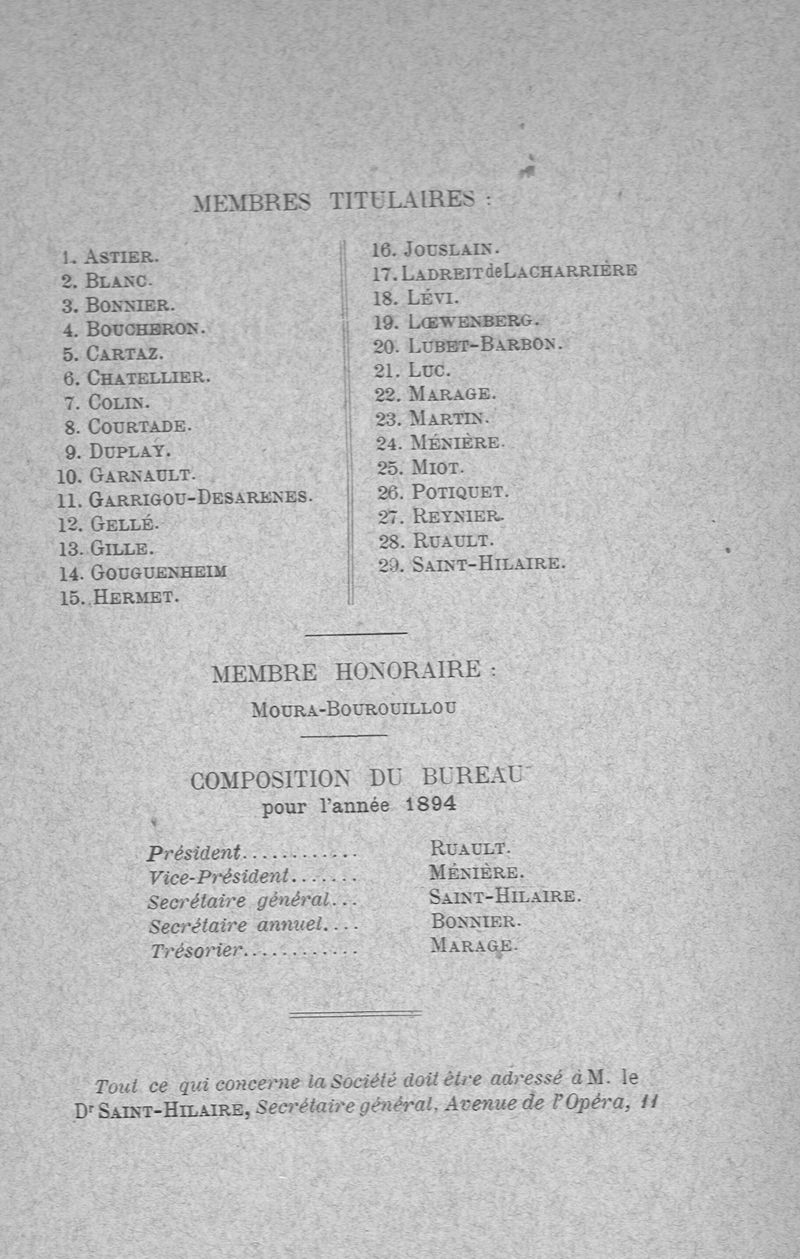 MEMBRES TITULAIRES :
1. ASTIER.
2. BLANC.
3. BONNIER.
4. BOUCHERON.
5. CARTAZ.
6. CHATELLIER.
7. COLIN.
8. COURTADE.
9. DUPLAY.
10. GARNAULT.
11. GARRIGOU-DESARENES.
12. GELLÉ.
13. GILLE.
14. GOUGUENHEIM
15. HERMET.
16. JOUSLAIN.
17. LADREIT de LACHARRIÈRE
18. LÉVI.
19. LŒWENBERG.
20. LUBET-BARBON.
21. LUC.
22. MARAGE.
23. MARTIN.
24. MÉNIÈRE.
25. MIOT.
26. POTIQUET.
27. REYNIER.
28. RUAULT.
29. SAINT-HILAIRE.
MEMBRE HONORAIRE :
MOURA-BOUROUILLOU
COMPOSITION DU BUREAU
pour l'année 1894
Président............ RUAULT.
Vice-Président....... MÉNIÈRE.
Secrétaire général... SAINT-HILAIRE.
Secrétaire annuel.... BONNIER.
Trésorier............ MARAGE.
Tout ce qui concerne la Société doit être adressé à M. le
Dr SAINT-HILAIRE, Secrétaire général, Avenue de l'Opéra, 11